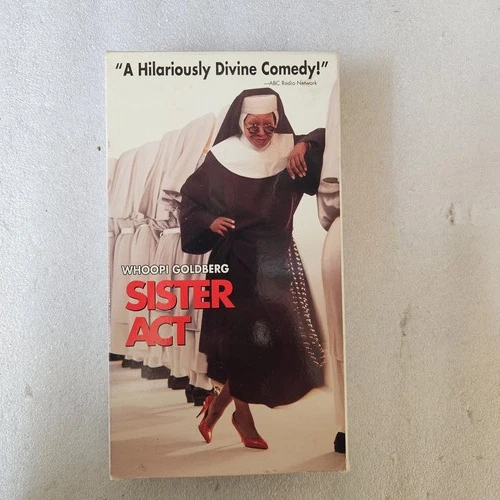 "A Hilariously Divine Comedy!"
—ABC Radio Network
WHOOPI GOLDBERG
SISTER
ACT